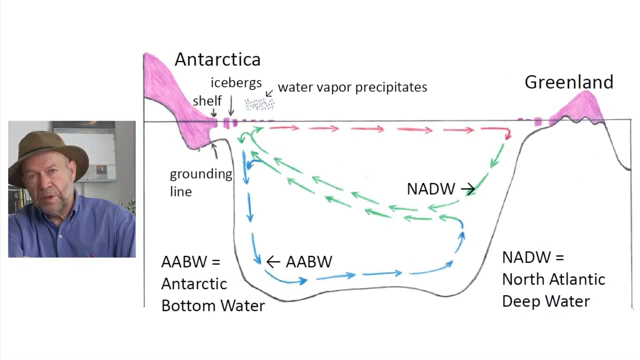 Antarctica
icebergs
shelf
water vapor precipitates
Greenland
grounding
line
NADW →
← AABW
AABW =
Antarctic
Bottom Water
NADW =
North Atlantic
Deep Water